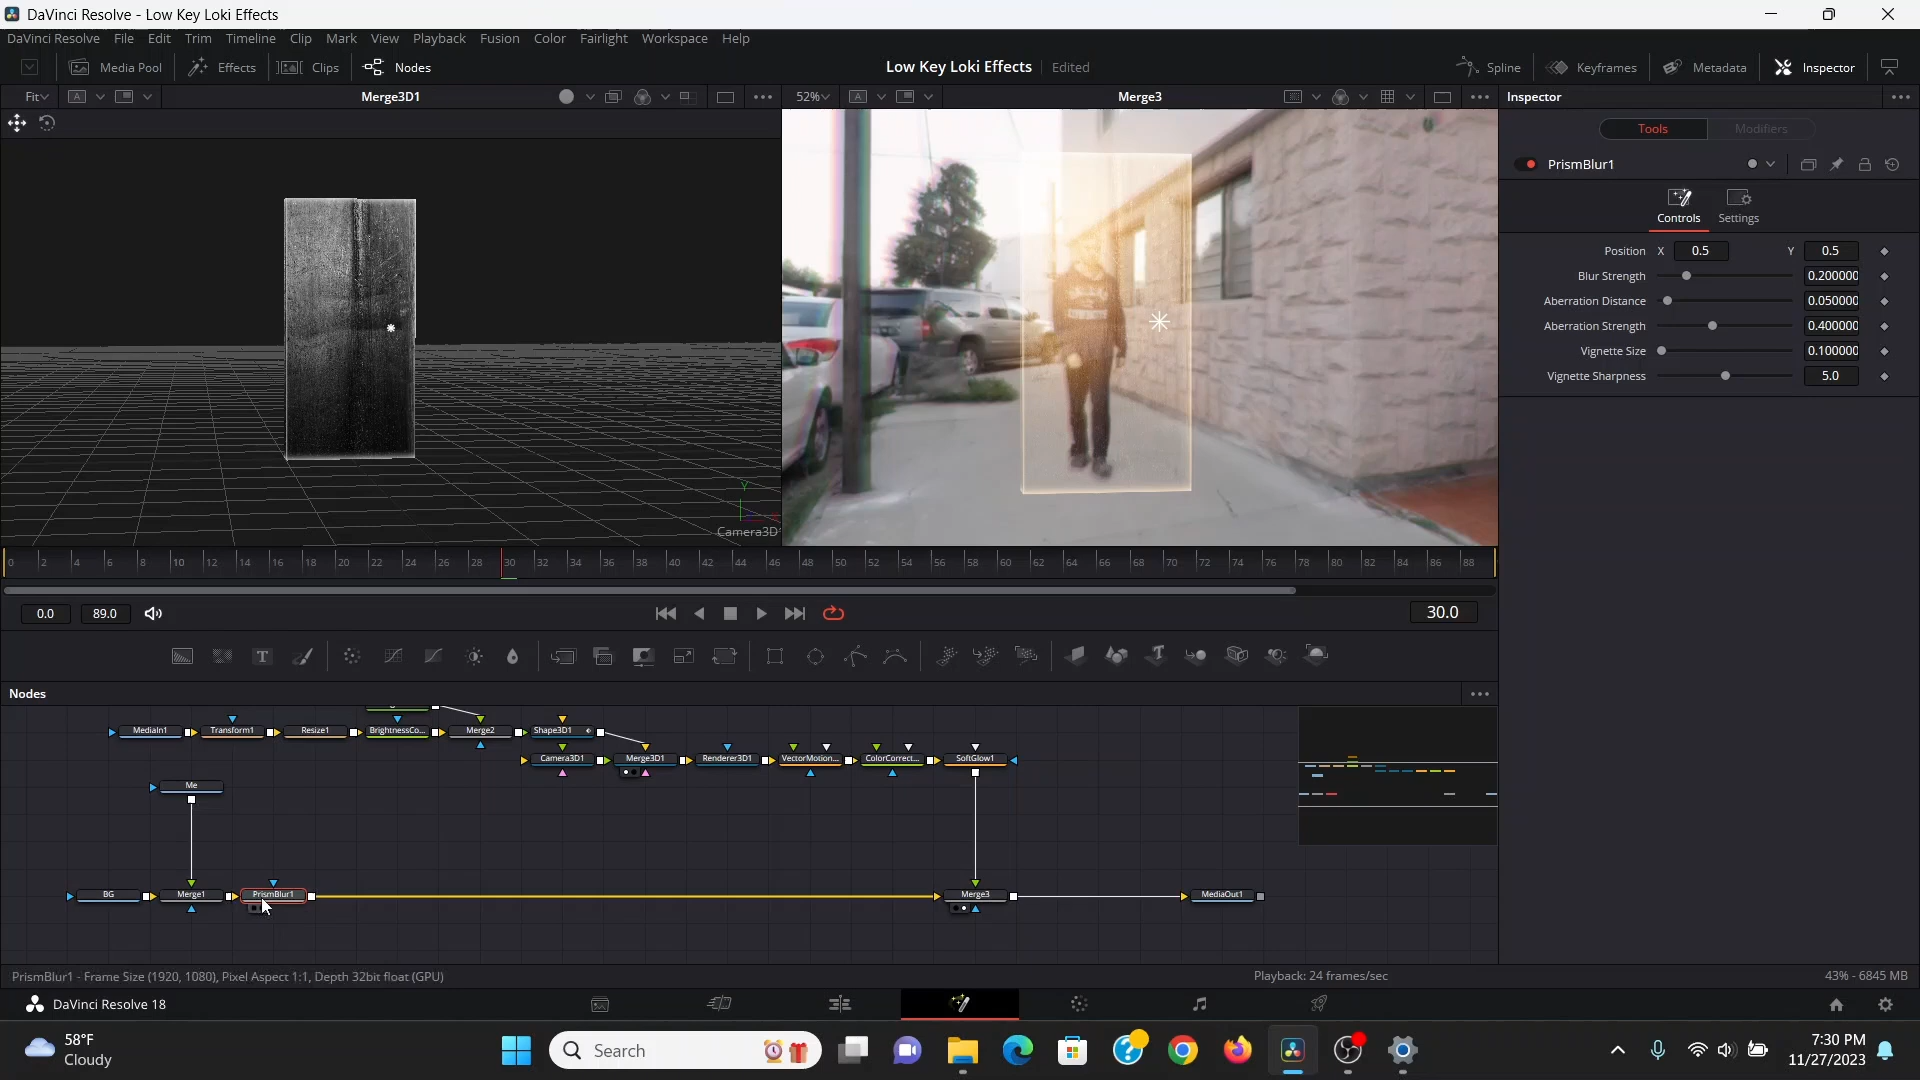 DaVinci Resolve - Low Key Loki Effects
DaVinci Resolve File Edit Trim Timeline Clip Mark View Playback Fusion Color Fairlight Workspace Help
Media Pool Effects Clips Nodes Low Key Loki Effects Edited Spline Keyframes Metadata Inspector
Fit A Merge3D1 52% A Merge3 Inspector
Tools Modifiers
PrismBlur1
Controls Settings
Position X 0.5 Y 0.5
Blur Strength 0.200000
Aberration Distance 0.050000
Aberration Strength 0.400000
Vignette Size 0.100000
Vignette Sharpness 5.0
Y
Camera3D
0 2 4 6 8 10 12 14 16 18 20 22 24 26 28 30 32 34 36 38 40 42 44 46 48 50 52 54 56 58 60 62 64 66 68 70 72 74 76 78 80 82 84 86 88
0.0 89.0 30.0
T
Nodes
MediaIn1 Transform1 Resize1 BrightnessCo... Merge2 Shape3D1
Camera3D1 Merge3D1 Renderer3D1 VectorMotion... ColorCorrect... SoftGlow1
Me
BG Merge1 PrismBlur1 Merge3 MediaOut1
PrismBlur1 - Frame Size (1920, 1080), Pixel Aspect 1:1, Depth 32bit float (GPU) Playback: 24 frames/sec 43% - 6845 MB
DaVinci Resolve 18
58°F
Cloudy
Search
7:30 PM
11/27/2023